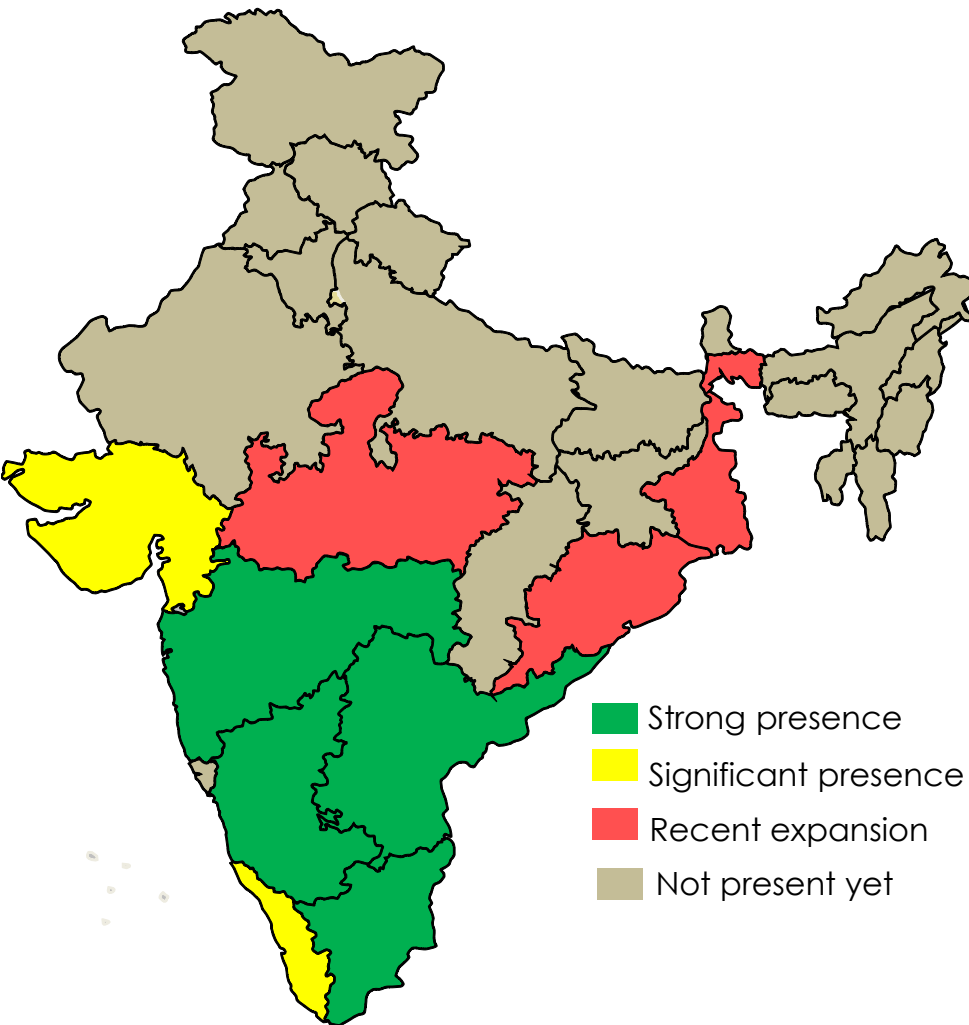 Strong presence
Significant presence
Recent expansion
Not present yet